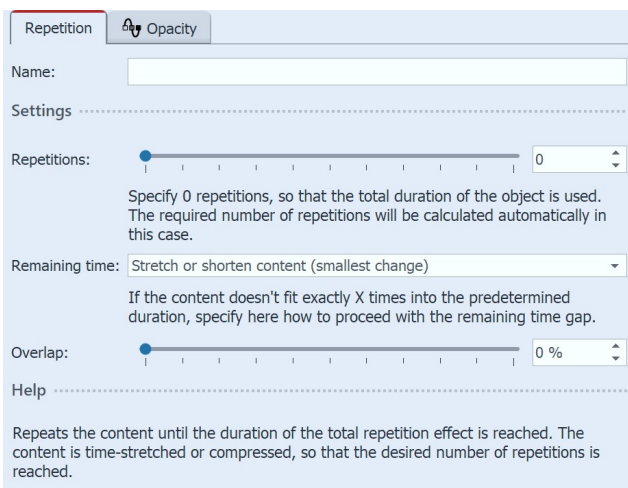 Repetition
Opacity
Name:
Settings
Repetitions:
0
Specify 0 repetitions, so that the total duration of the object is used.
The required number of repetitions will be calculated automatically in
this case.
Remaining time:
Stretch or shorten content (smallest change)
If the content doesn't fit exactly X times into the predetermined
duration, specify here how to proceed with the remaining time gap.
Overlap:
0 %
Help
Repeats the content until the duration of the total repetition effect is reached. The
content is time-stretched or compressed, so that the desired number of repetitions is
reached.